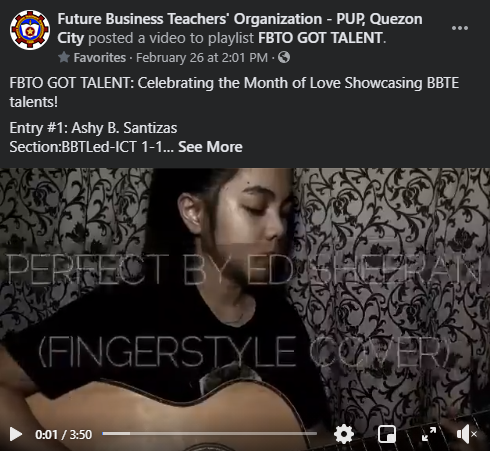 Future Business Teachers' Organization - PUP, Quezon
City posted a video to playlist FBTO GOT TALENT.
Favorites · February 26 at 2:01 PM ·
FBTO GOT TALENT: Celebrating the Month of Love Showcasing BBTE
talents!
Entry #1: Ashy B. Santizas
Section:BBTLed-ICT 1-1... See More
PERFECT BY ED SHEERAN
(FINGERSTYLE COVER)
0:01 / 3:50